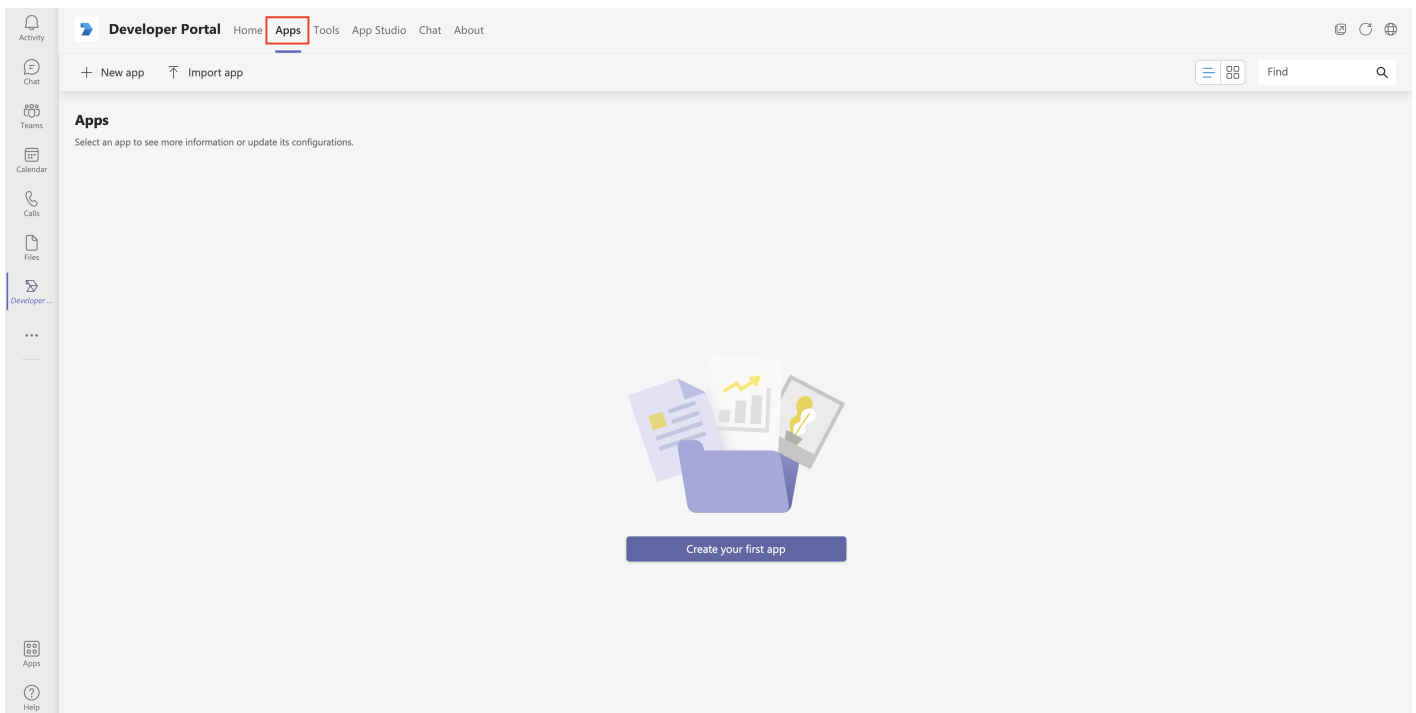 Activity
Chat
Teams
Calendar
Calls
Files
Developer ...
Apps
Help
Developer Portal Home Apps Tools App Studio Chat About
New app Import app Find
Apps
Select an app to see more information or update its configurations.
Create your first app